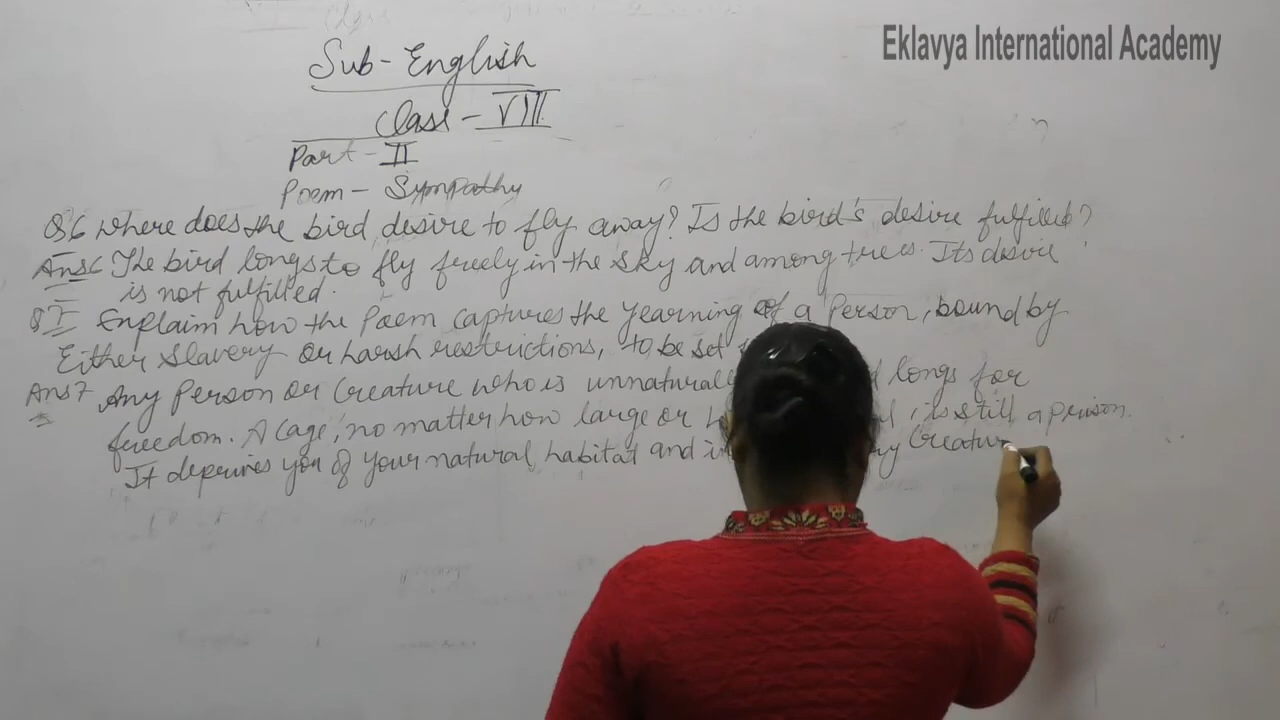 Eklavya International Academy
Sub - English
Class - VIII
Part - II
Poem - Sympathy
Q6 Where does the bird desire to fly away? Is the bird's desire fulfilled?
Ans6 The bird longs to fly freely in the sky and among trees. Its desire
is not fulfilled.
Q7 Explaim how the Poem captures the yearning of a Person, bound by
Either Slavery or harsh restrictions, to be set
Ans7 Any Person or Creature who is longs for
freedom. A cage, no matter how large or is still a prison.
It deprives you of your natural habitat and Creatur